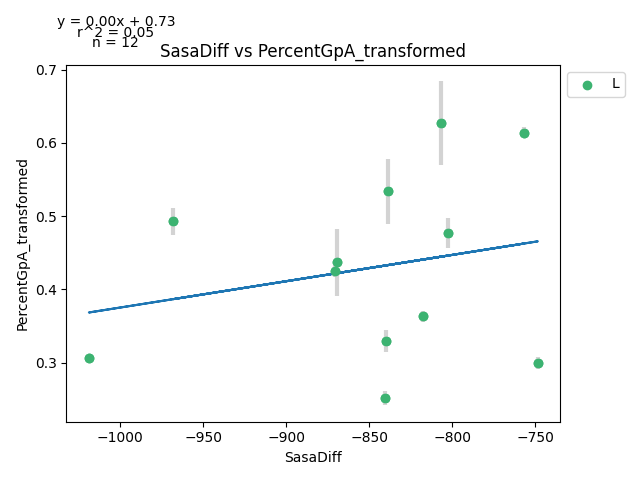 y = 0.00x + 0.73
r^2 = 0.05
n = 12
SasaDiff vs PercentGpA_transformed
L
PercentGpA_transformed
0.7
0.6
0.5
0.4
0.3
−1000
−950
−900
−850
−800
−750
SasaDiff